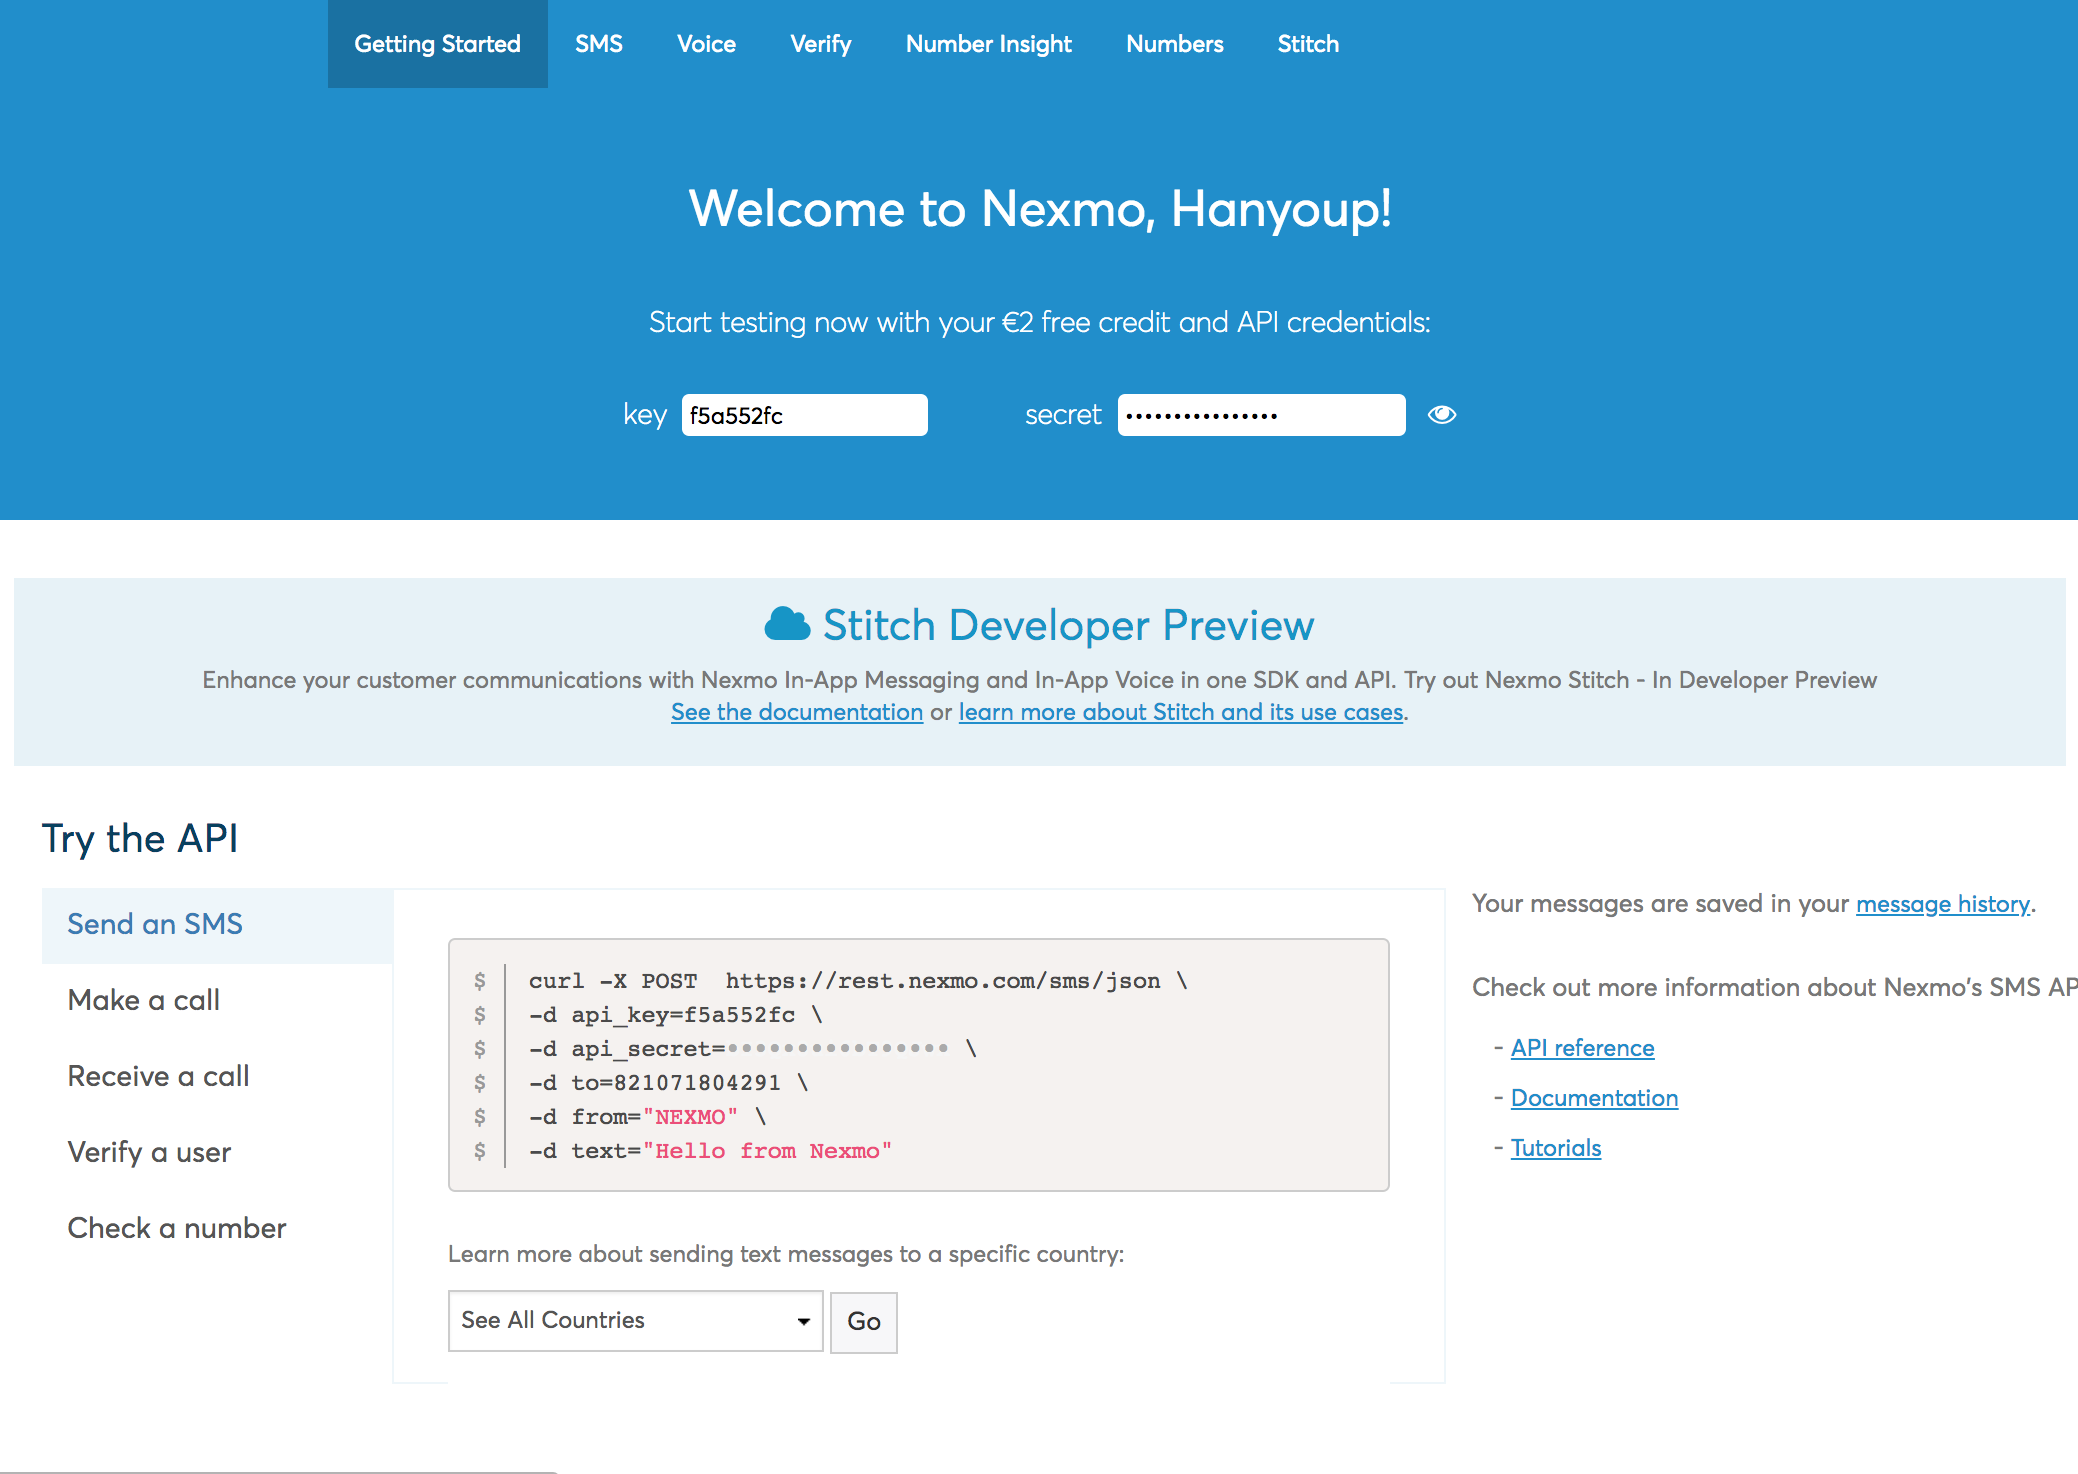 Getting Started SMS Voice Verify Number Insight Numbers Stitch
Welcome to Nexmo, Hanyoup!
Start testing now with your €2 free credit and API credentials:
key f5a552fc secret ••••••••••••••••
Stitch Developer Preview
Enhance your customer communications with Nexmo In-App Messaging and In-App Voice in one SDK and API. Try out Nexmo Stitch - In Developer Preview
See the documentation or learn more about Stitch and its use cases.
Try the API
Send an SMS
Make a call
Receive a call
Verify a user
Check a number
$ curl -X POST  https://rest.nexmo.com/sms/json \
$ -d api_key=f5a552fc \
$ -d api_secret=•••••••••••••••• \
$ -d to=821071804291 \
$ -d from="NEXMO" \
$ -d text="Hello from Nexmo"
Learn more about sending text messages to a specific country:
See All Countries Go
Your messages are saved in your message history.
Check out more information about Nexmo's SMS AP
- API reference
- Documentation
- Tutorials